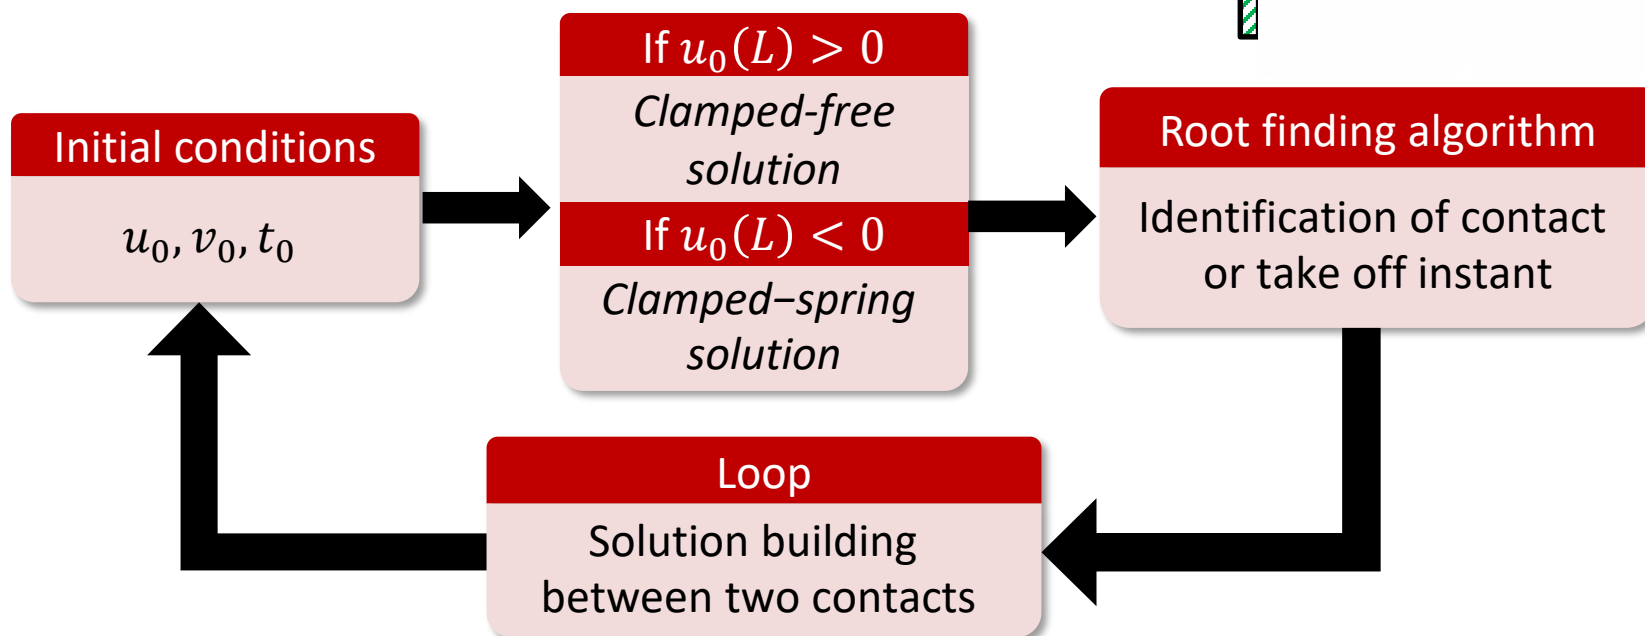 Initial conditions
u₀, v₀, t₀
If u₀(L) > 0
Clamped-free
solution
If u₀(L) < 0
Clamped–spring
solution
Root finding algorithm
Identification of contact
or take off instant
Loop
Solution building
between two contacts